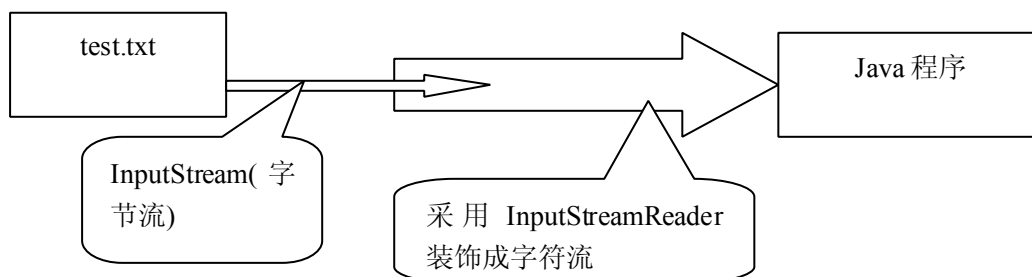 test.txt
Java 程序
InputStream( 字
节流)
采 用 InputStreamReader
装饰成字符流